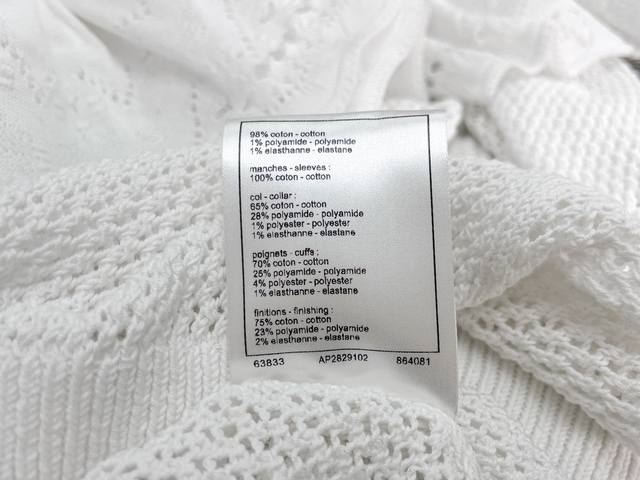 98% coton - cotton
1% polyamide - polyamide
1% elasthanne - elastane
manches - sleeves :
100% coton - cotton
col - collar :
65% coton - cotton
28% polyamide - polyamide
1% polyester - polyester
1% elasthanne - elastane
poignets - cuffs :
70% coton - cotton
25% polyamide - polyamide
4% polyester - polyester
1% elasthanne - elastane
finitions - finishing :
75% coton - cotton
23% polyamide - polyamide
2% elasthanne - elastane
63833 AP2829102 864081